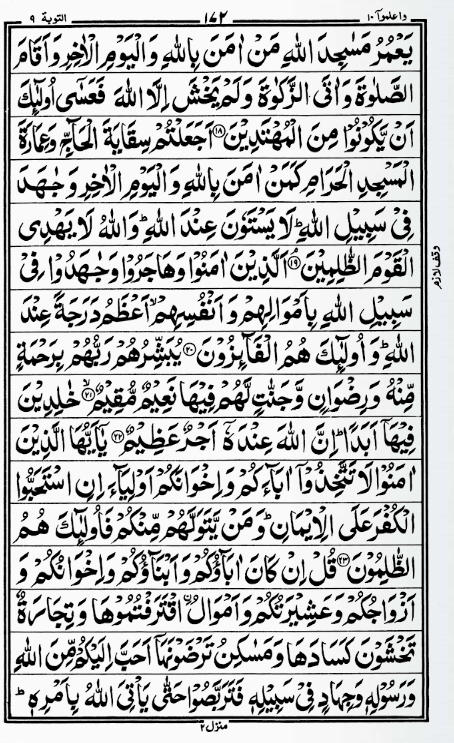 واعلموآ ١٠ ١٧٢ التوبة ٩
يَعْمُرُ مَسٰجِدَ اللّٰهِ مَنْ اٰمَنَ بِاللّٰهِ وَالْيَوْمِ الْاٰخِرِ وَاَقَامَ
الصَّلٰوةَ وَاٰتَى الزَّكٰوةَ وَلَمْ يَخْشَ اِلَّا اللّٰهَ فَعَسٰٓى اُولٰٓئِكَ
اَنْ يَّكُوْنُوْا مِنَ الْمُهْتَدِيْنَ ﴿١٨﴾ اَجَعَلْتُمْ سِقَايَةَ الْحَآجِّ وَعِمَارَةَ
الْمَسْجِدِ الْحَرَامِ كَمَنْ اٰمَنَ بِاللّٰهِ وَالْيَوْمِ الْاٰخِرِ وَجٰهَدَ
فِيْ سَبِيْلِ اللّٰهِ ؕ لَا يَسْتَوٗنَ عِنْدَ اللّٰهِ ؕ وَاللّٰهُ لَا يَهْدِى
الْقَوْمَ الظّٰلِمِيْنَ ﴿١٩﴾ اَلَّذِيْنَ اٰمَنُوْا وَهَاجَرُوْا وَجٰهَدُوْا فِيْ
وقف لازم
سَبِيْلِ اللّٰهِ بِاَمْوَالِهِمْ وَاَنْفُسِهِمْ ۙ اَعْظَمُ دَرَجَةً عِنْدَ
اللّٰهِ ؕ وَاُولٰٓئِكَ هُمُ الْفَآئِزُوْنَ ﴿٢٠﴾ يُبَشِّرُهُمْ رَبُّهُمْ بِرَحْمَةٍ
مِّنْهُ وَرِضْوَانٍ وَّجَنّٰتٍ لَّهُمْ فِيْهَا نَعِيْمٌ مُّقِيْمٌ ﴿٢١﴾ۙ خٰلِدِيْنَ
فِيْهَآ اَبَدًا ؕ اِنَّ اللّٰهَ عِنْدَهٗٓ اَجْرٌ عَظِيْمٌ ﴿٢٢﴾ يٰٓاَيُّهَا الَّذِيْنَ
اٰمَنُوْا لَا تَتَّخِذُوْٓا اٰبَآءَكُمْ وَاِخْوَانَكُمْ اَوْلِيَآءَ اِنِ اسْتَحَبُّوا
الْكُفْرَ عَلَى الْاِيْمَانِ ؕ وَمَنْ يَّتَوَلَّهُمْ مِّنْكُمْ فَاُولٰٓئِكَ هُمُ
الظّٰلِمُوْنَ ﴿٢٣﴾ قُلْ اِنْ كَانَ اٰبَآؤُكُمْ وَاَبْنَآؤُكُمْ وَاِخْوَانُكُمْ وَ
اَزْوَاجُكُمْ وَعَشِيْرَتُكُمْ وَاَمْوَالُ ࣙاقْتَرَفْتُمُوْهَا وَتِجَارَةٌ
تَخْشَوْنَ كَسَادَهَا وَمَسٰكِنُ تَرْضَوْنَهَآ اَحَبَّ اِلَيْكُمْ مِّنَ اللّٰهِ
وَرَسُوْلِهٖ وَجِهَادٍ فِيْ سَبِيْلِهٖ فَتَرَبَّصُوْا حَتّٰى يَاْتِىَ اللّٰهُ بِاَمْرِهٖ ؕ
منزل ٢